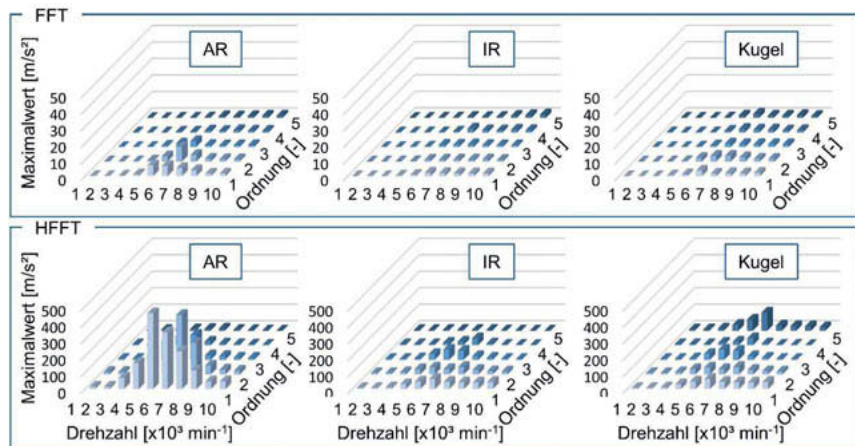 FFT
AR
IR
Kugel
Maximalwert [m/s²]
50
40
30
20
10
0
1 2 3 4 5 6 7 8 9 10
1 2 3 4 5
Ordnung [-]
50
40
30
20
10
0
1 2 3 4 5 6 7 8 9 10
1 2 3 4 5
Ordnung [-]
50
40
30
20
10
0
1 2 3 4 5 6 7 8 9 10
1 2 3 4 5
Ordnung [-]
HFFT
AR
IR
Kugel
Maximalwert [m/s²]
500
400
300
200
100
0
1 2 3 4 5 6 7 8 9 10
1 2 3 4 5
Ordnung [-]
Drehzahl [x10³ min⁻¹]
500
400
300
200
100
0
1 2 3 4 5 6 7 8 9 10
1 2 3 4 5
Ordnung [-]
Drehzahl [x10³ min⁻¹]
500
400
300
200
100
0
1 2 3 4 5 6 7 8 9 10
1 2 3 4 5
Ordnung [-]
Drehzahl [x10³ min⁻¹]